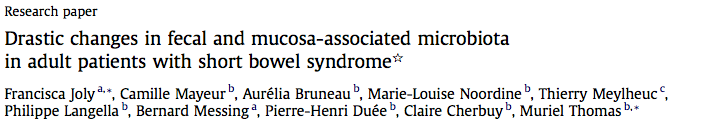 Research paper
Drastic changes in fecal and mucosa-associated microbiota
in adult patients with short bowel syndrome☆
Francisca Joly a,*, Camille Mayeur b, Aurélia Bruneau b, Marie-Louise Noordine b, Thierry Meylheuc c,
Philippe Langella b, Bernard Messing a, Pierre-Henri Duée b, Claire Cherbuy b, Muriel Thomas b,*